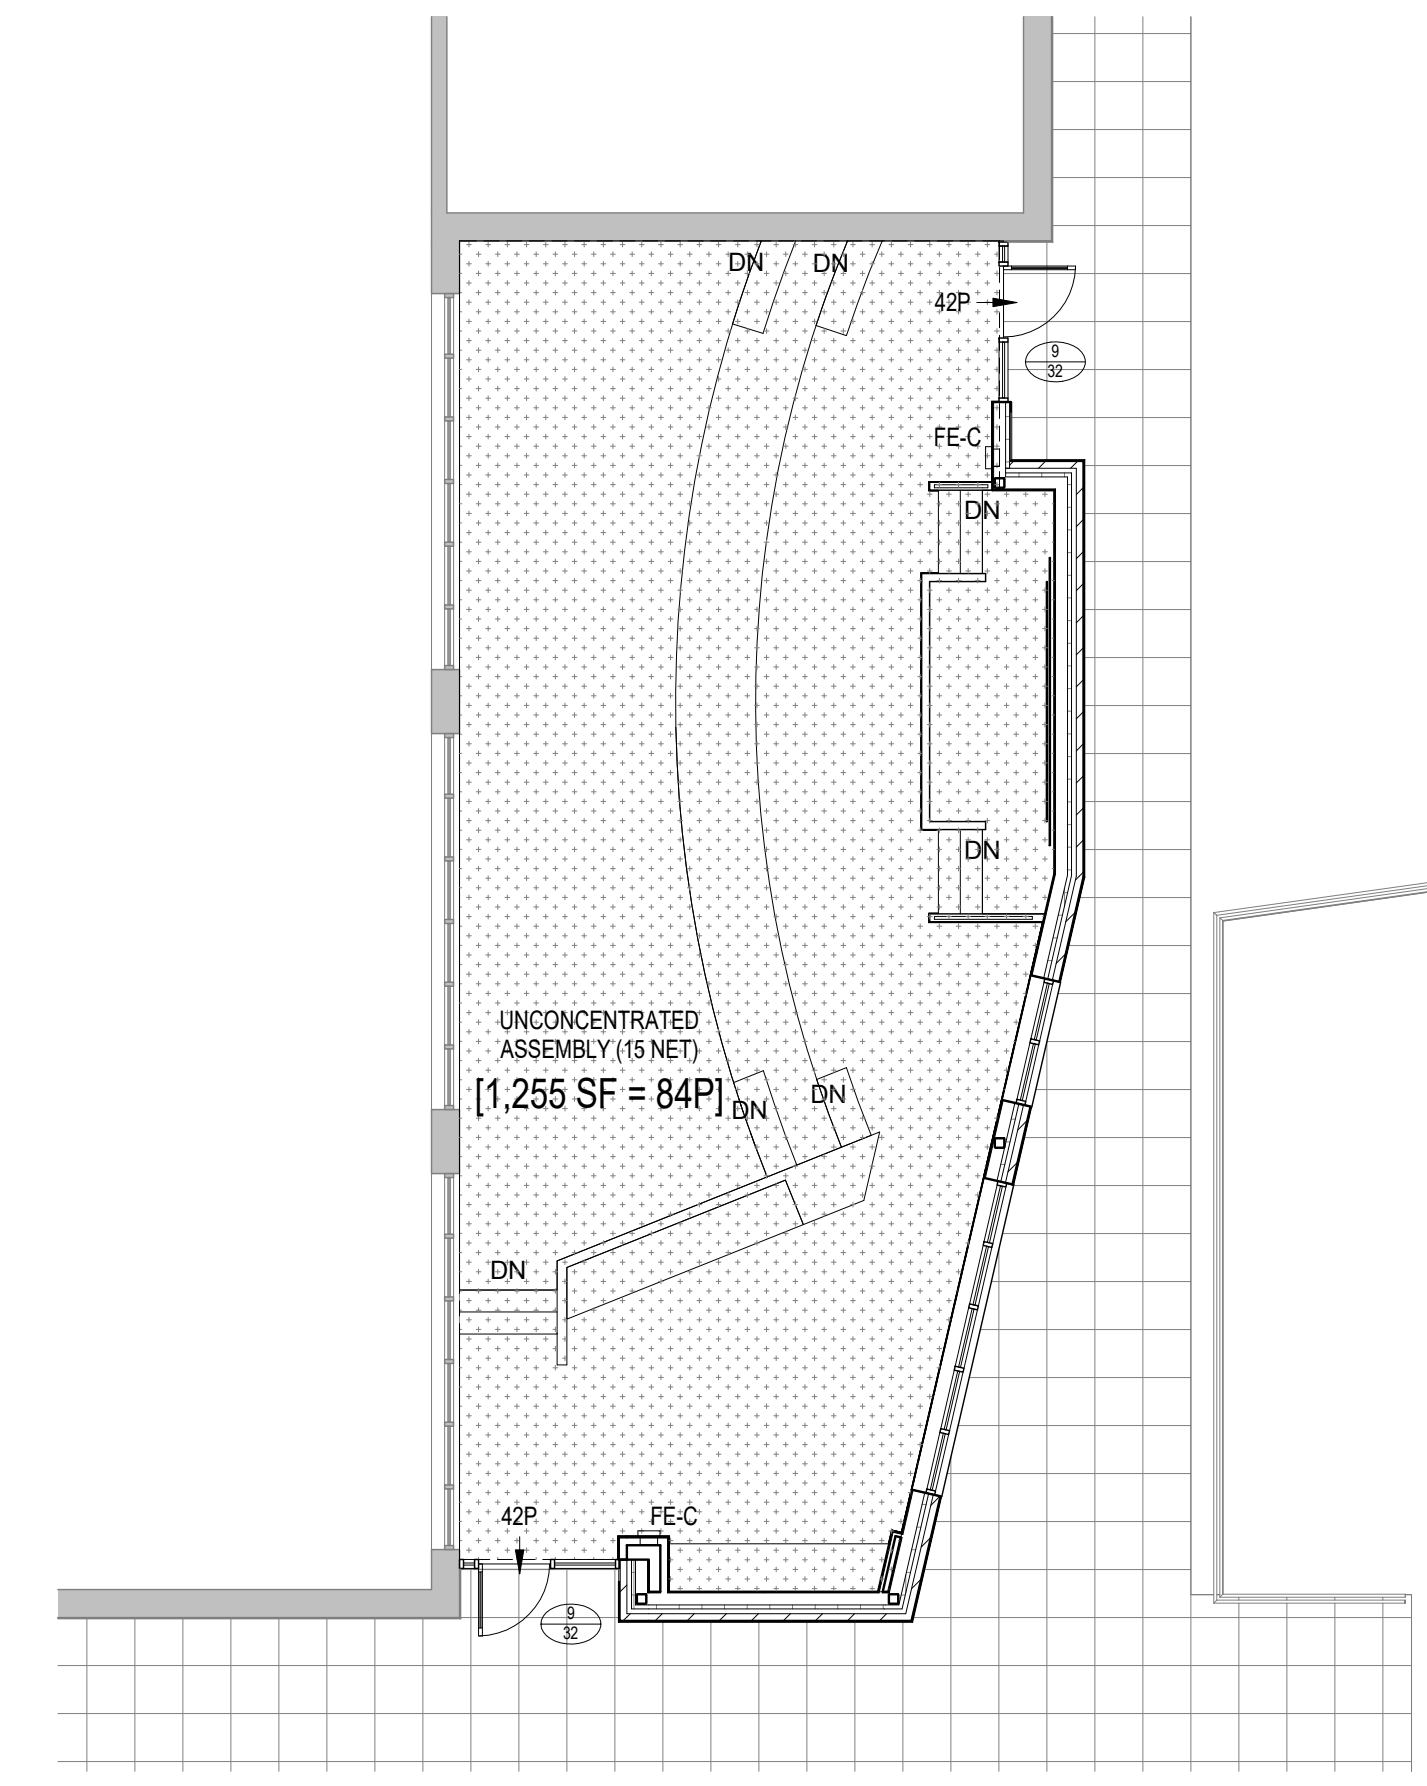 DN
DN
42P
9
32
FE-C
DN
DN
UNCONCENTRATED
ASSEMBLY (15 NET)
[1,255 SF = 84P]
DN
DN
DN
42P
FE-C
9
32